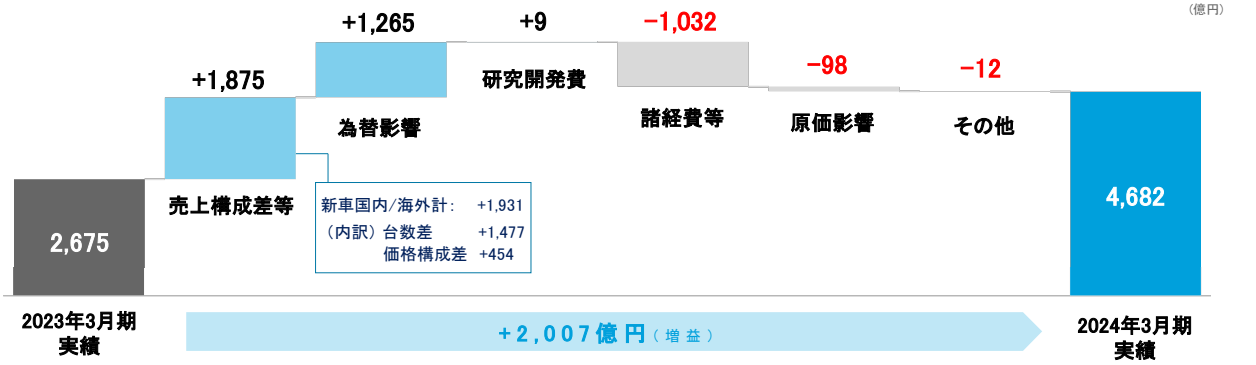 (億円)
+1,265
+9
−1,032
+1,875
−98
−12
研究開発費
諸経費等
為替影響
原価影響
その他
売上構成差等
新車国内/海外計: +1,931
（内訳）台数差 +1,477
価格構成差 +454
2,675
4,682
2023年3月期
実績
+2,007億円(増益)
2024年3月期
実績